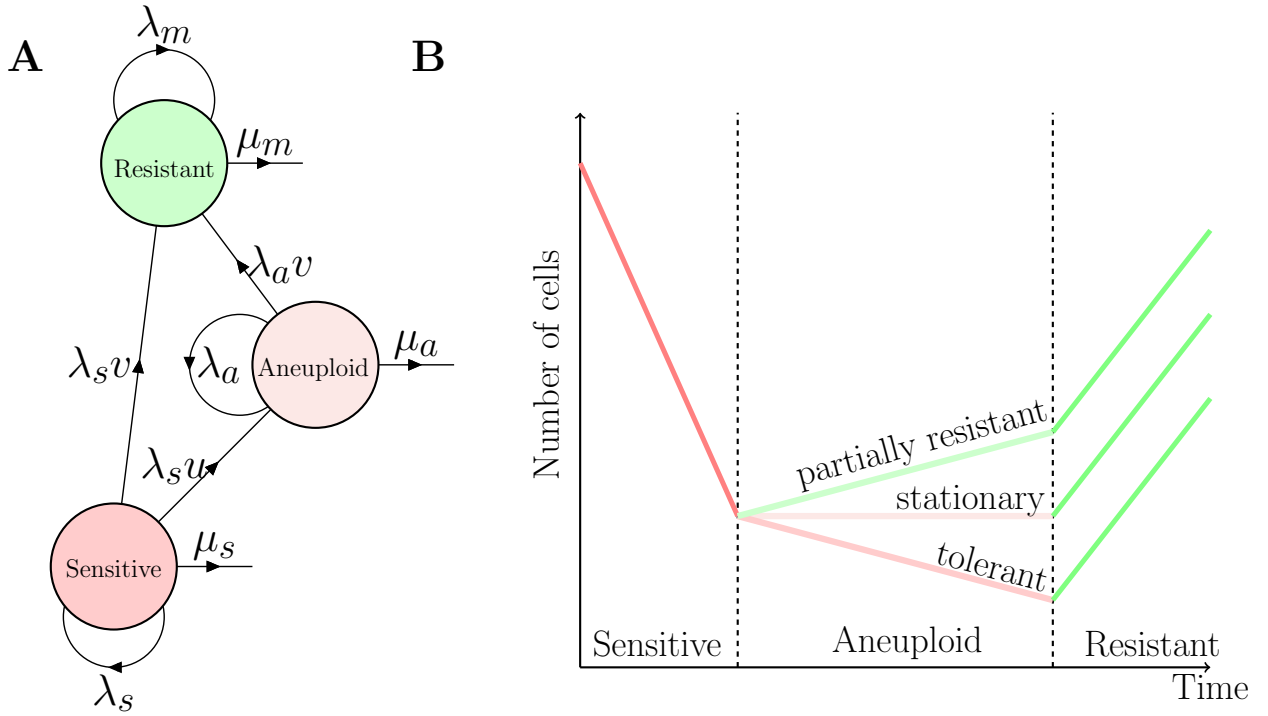 A
λm
Resistant
μm
λav
λsv
λa
Aneuploid
μa
λsu
Sensitive
μs
λs
B
Number of cells
partially resistant
stationary
tolerant
Sensitive
Aneuploid
Resistant
Time